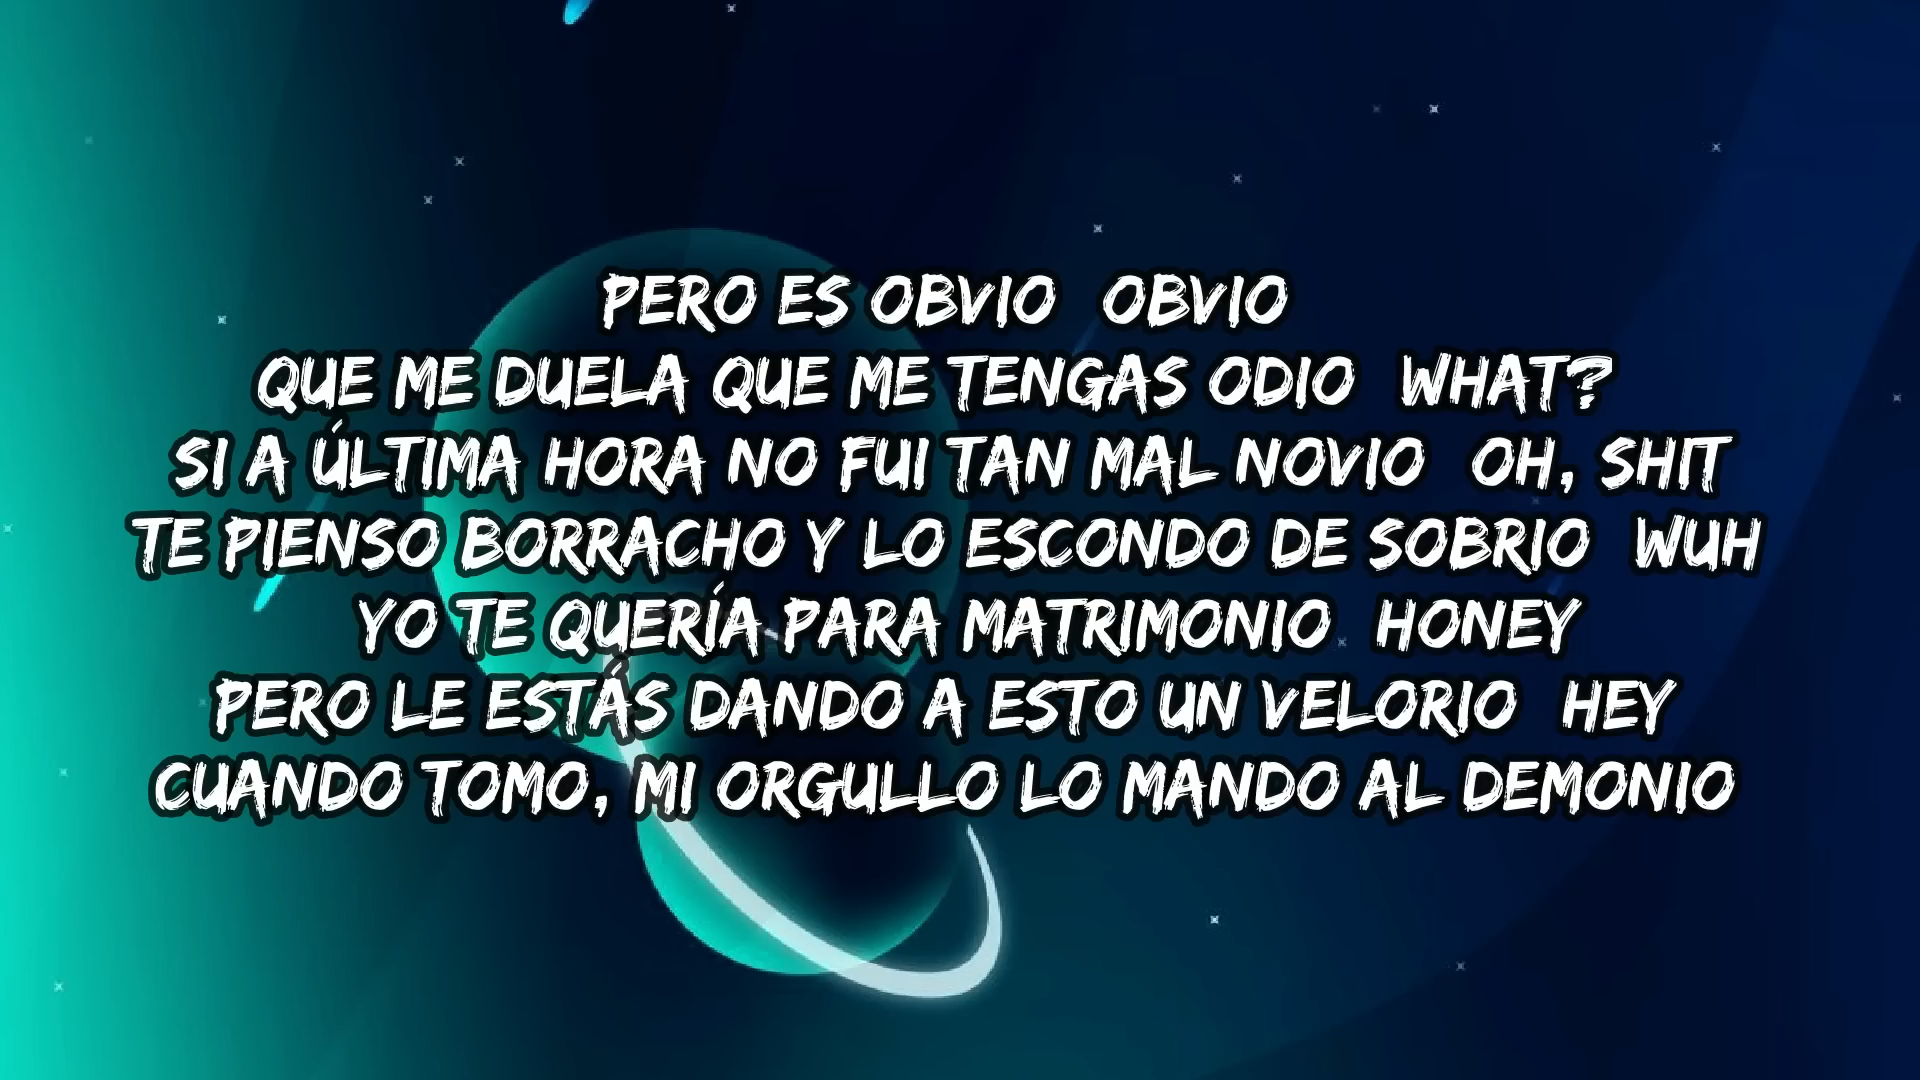 PERO ES OBVIO OBVIO
QUE ME DUELA QUE ME TENGAS ODIO WHAT?
SI A ÚLTIMA HORA NO FUI TAN MAL NOVIO OH, SHIT
TE PIENSO BORRACHO Y LO ESCONDO DE SOBRIO WUH
YO TE QUERÍA PARA MATRIMONIO HONEY
PERO LE ESTÁS DANDO A ESTO UN VELORIO HEY
CUANDO TOMO, MI ORGULLO LO MANDO AL DEMONIO